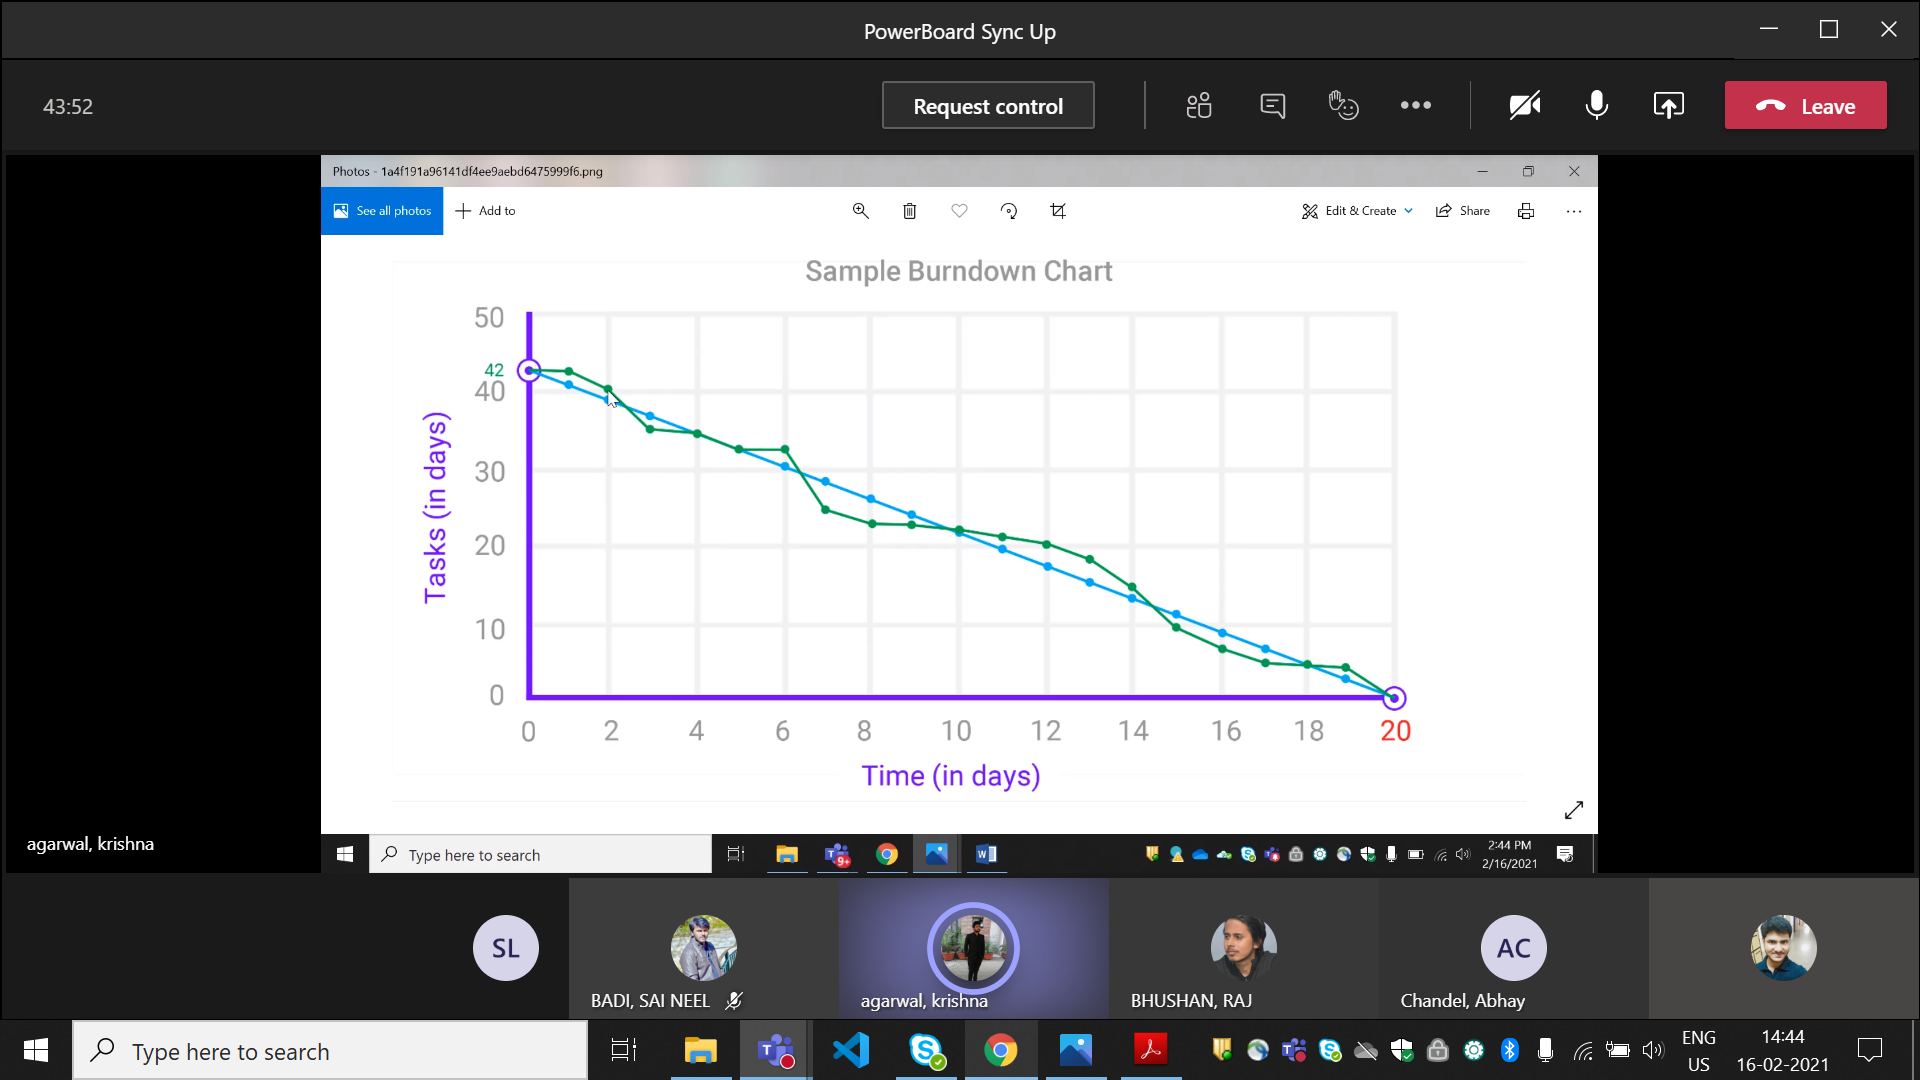 PowerBoard Sync Up
43:52
Request control
Leave
Photos - 1a4f191a96141df4ee9aebd6475999f6.png
See all photos
Add to
Edit & Create
Share
Sample Burndown Chart
50
42
40
30
20
10
0
Tasks (in days)
0 2 4 6 8 10 12 14 16 18 20
Time (in days)
agarwal, krishna
Type here to search
9+
2:44 PM
2/16/2021
SL
BADI, SAI NEEL
agarwal, krishna
BHUSHAN, RAJ
AC
Chandel, Abhay
Type here to search
ENG
US
14:44
16-02-2021